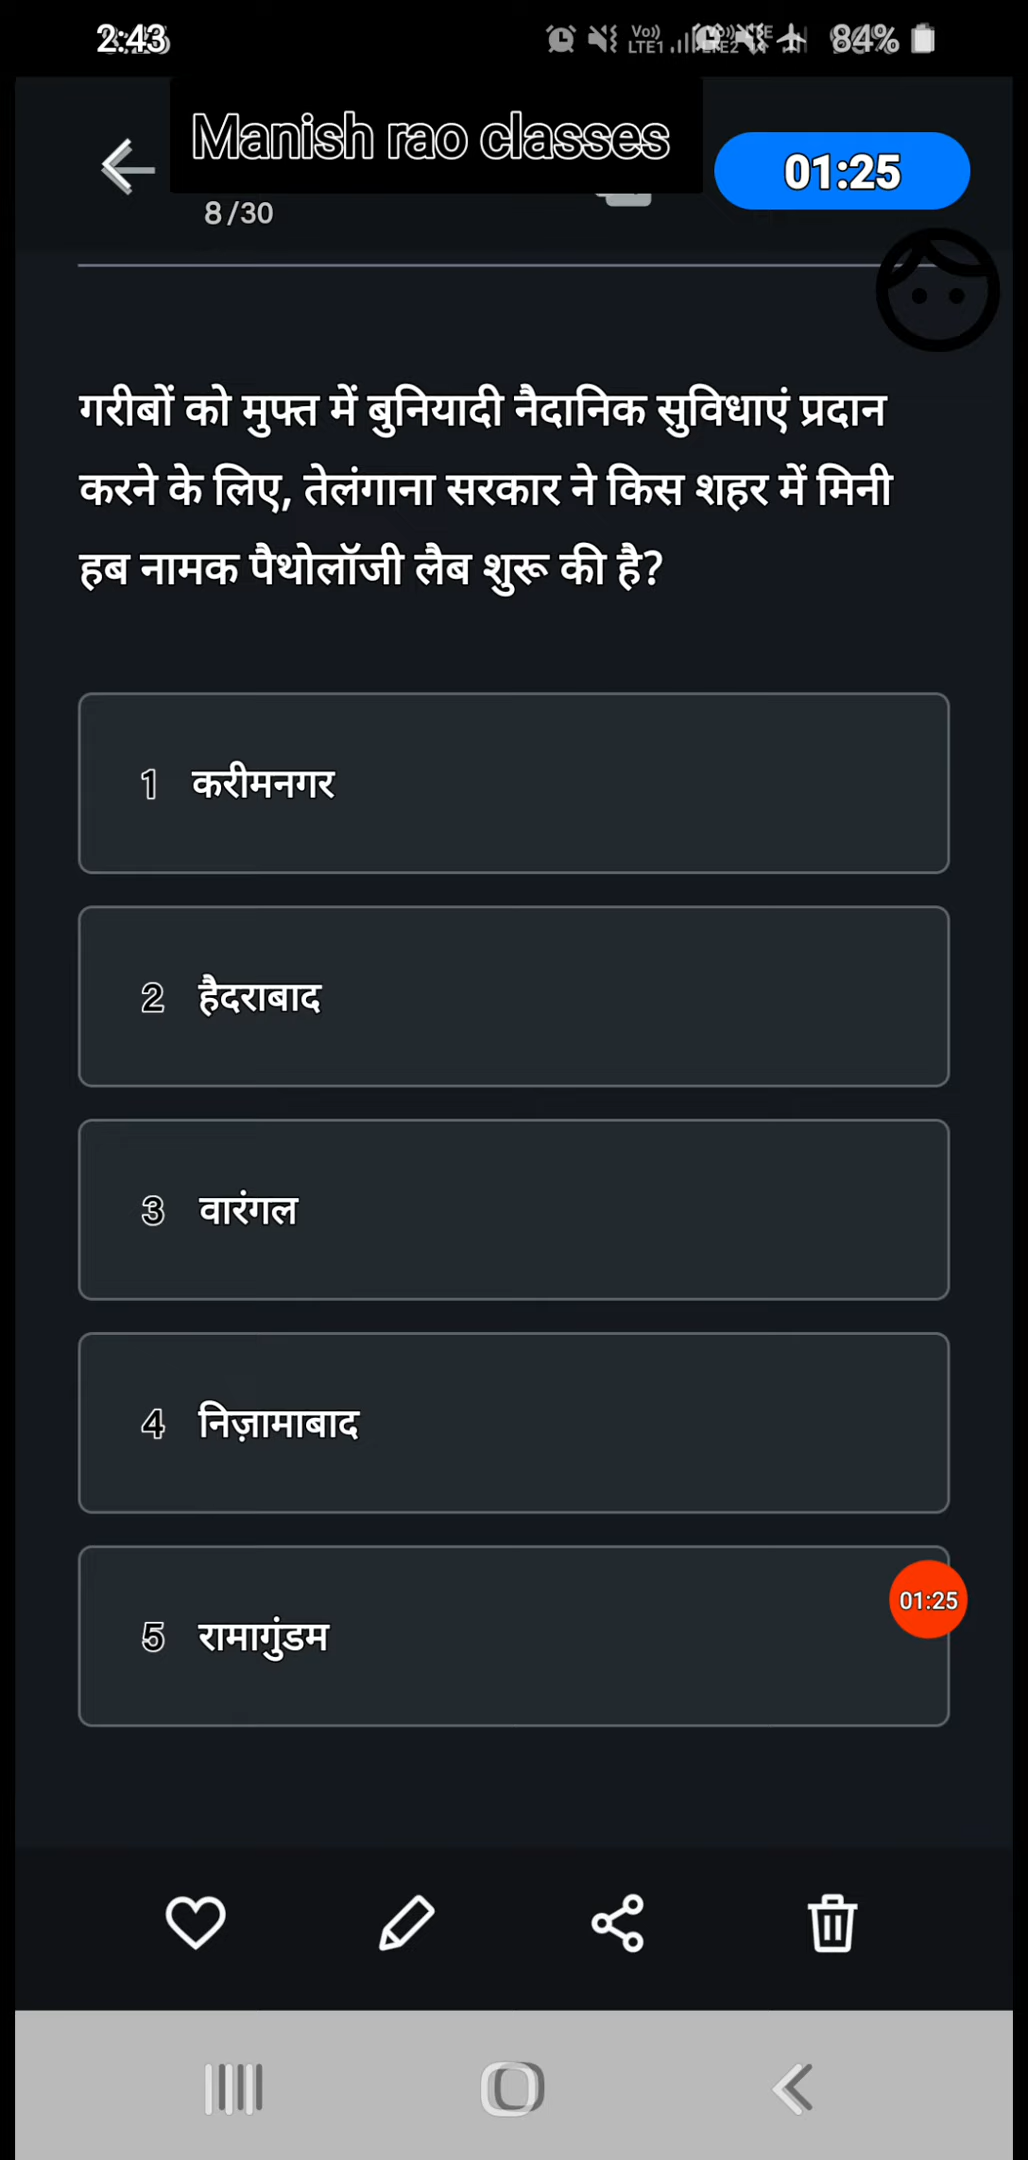 2:43
84%
Manish rao classes
01:25
8/30
गरीबों को मुफ्त में बुनियादी नैदानिक सुविधाएं प्रदान
करने के लिए, तेलंगाना सरकार ने किस शहर में मिनी
हब नामक पैथोलॉजी लैब शुरू की है?
1 करीमनगर
2 हैदराबाद
3 वारंगल
4 निज़ामाबाद
5 रामागुंडम
01:25